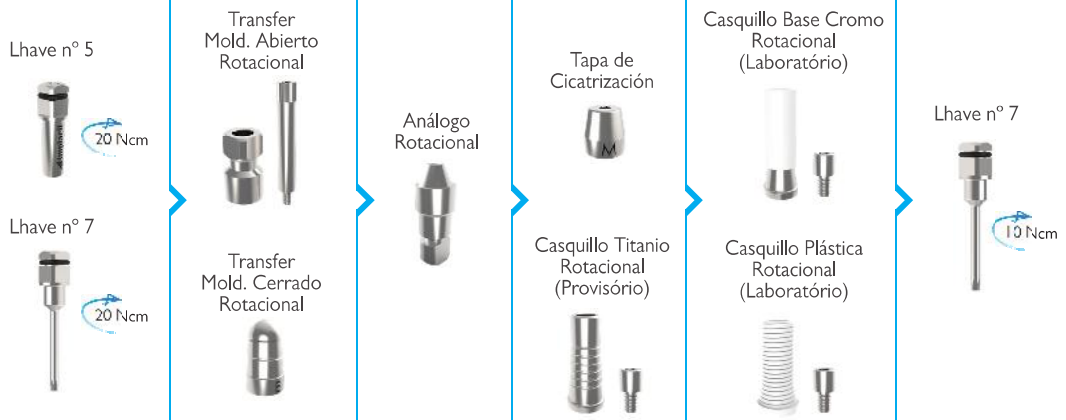 Lhave nº 5
20 Ncm
Lhave nº 7
20 Ncm
Transfer
Mold. Abierto
Rotacional
Transfer
Mold. Cerrado
Rotacional
Análogo
Rotacional
Tapa de
Cicatrización
M
Casquillo Titanio
Rotacional
(Provisório)
Casquillo Base Cromo
Rotacional
(Laboratório)
Casquillo Plástica
Rotacional
(Laboratório)
Lhave nº 7
10 Ncm